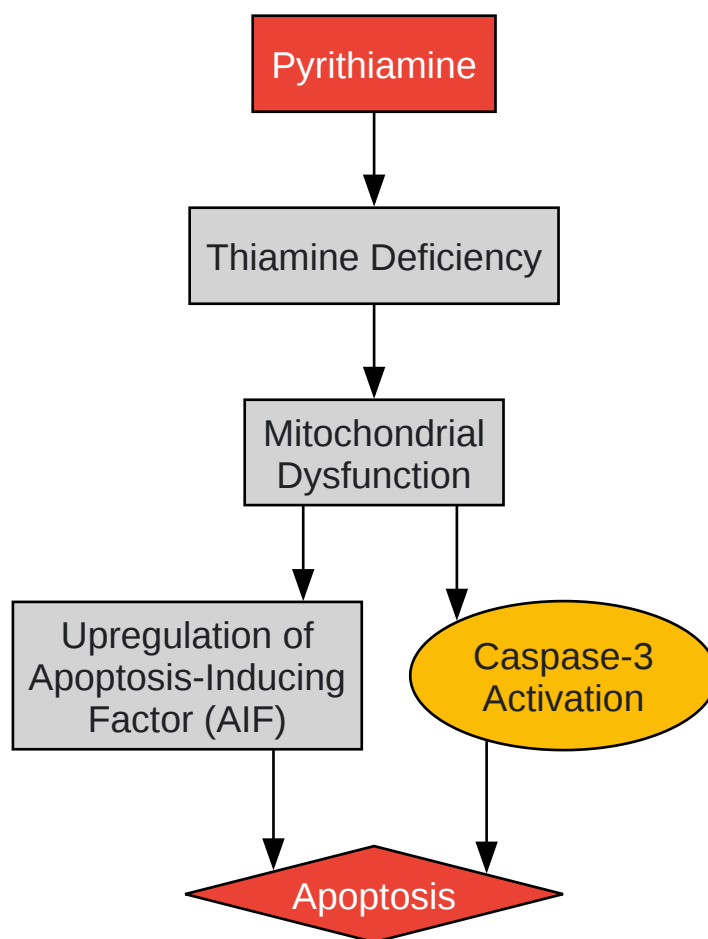 Pyrithiamine
Thiamine Deficiency
Mitochondrial
Dysfunction
Upregulation of
Apoptosis-Inducing
Factor (AIF)
Caspase-3
Activation
Apoptosis